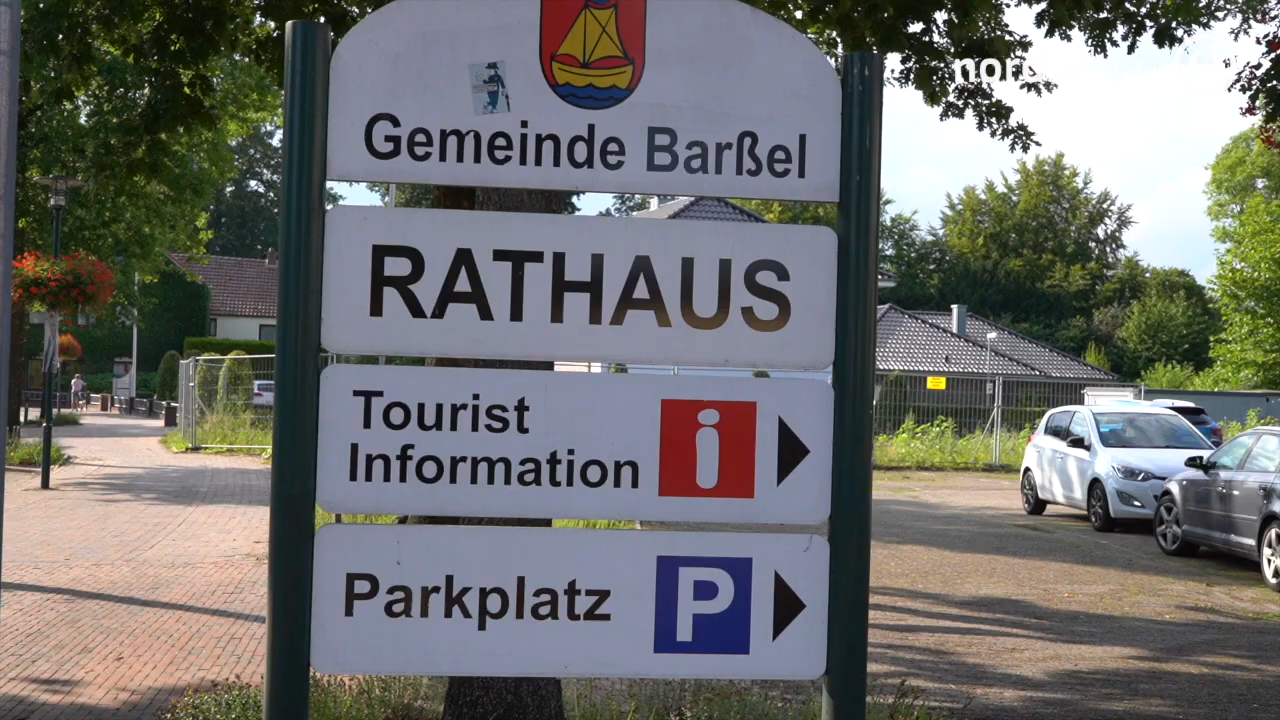 Gemeinde Barßel
RATHAUS
Tourist
Information
i
Parkplatz
P